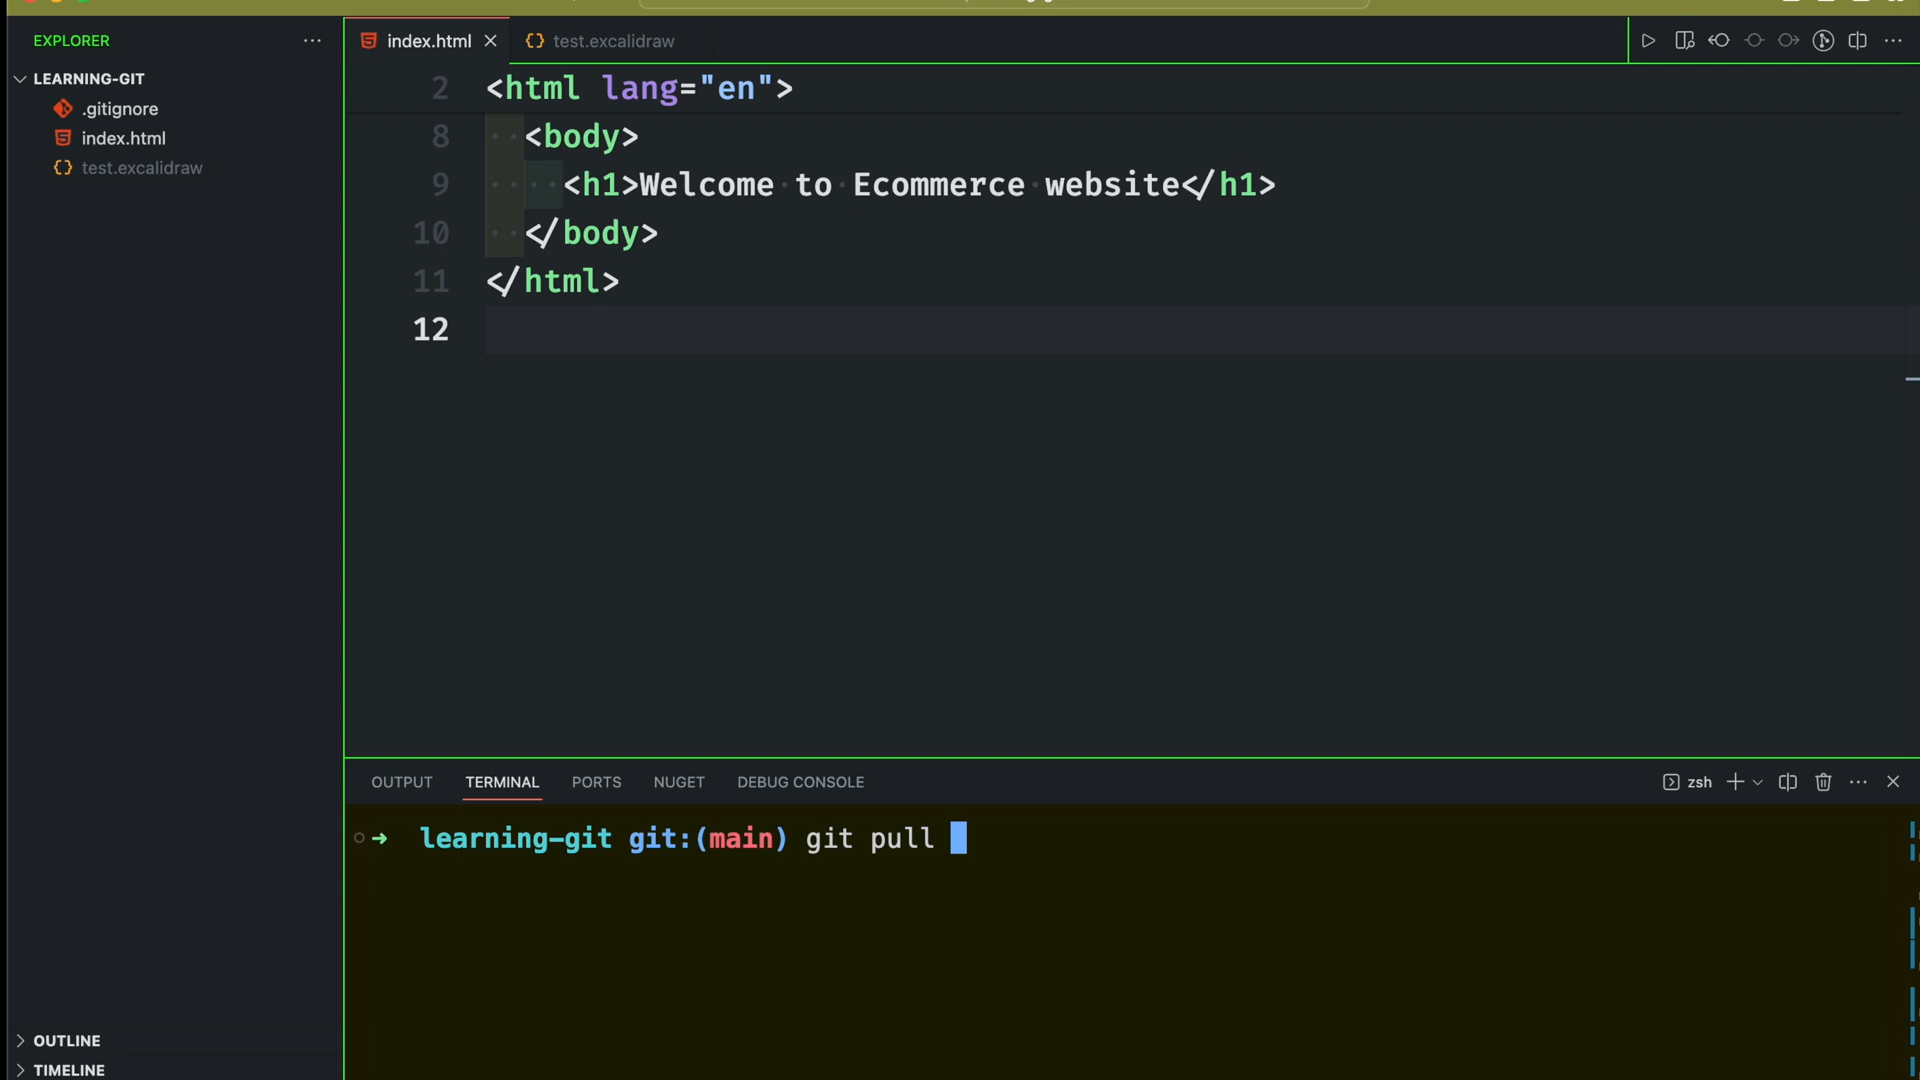 EXPLORER
LEARNING-GIT
.gitignore
index.html
test.excalidraw
OUTLINE
TIMELINE
index.html
test.excalidraw
2 <html lang="en">
8 <body>
9 <h1>Welcome to Ecommerce website</h1>
10 </body>
11 </html>
12
OUTPUT TERMINAL PORTS NUGET DEBUG CONSOLE
zsh
learning-git git:(main) git pull